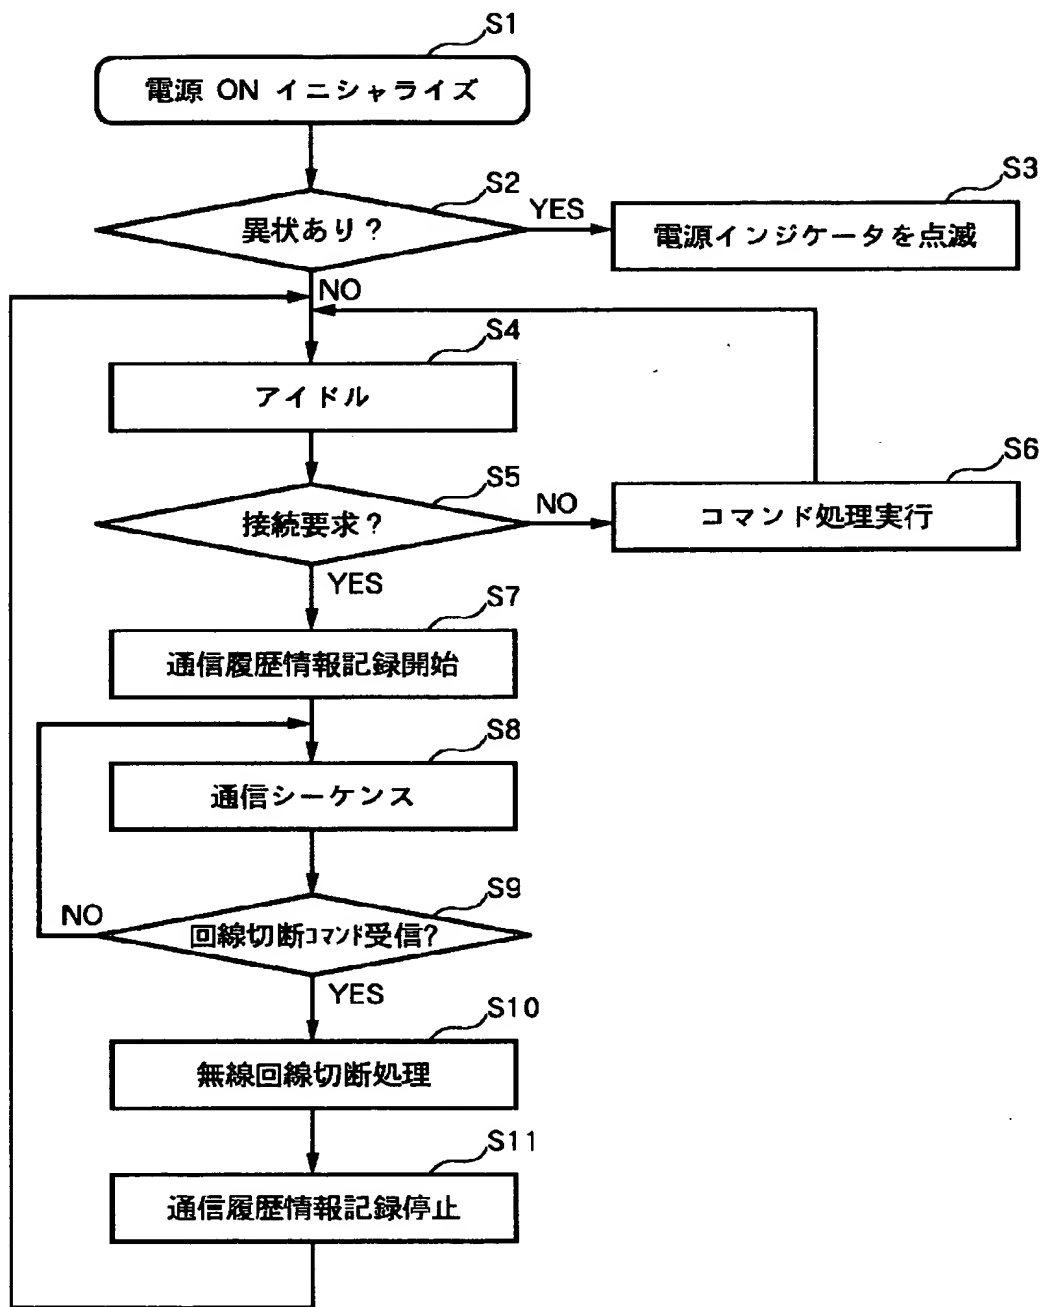 S1
電源 ON イニシャライズ
S2
異状あり?
YES
S3
電源インジケータを点滅
NO
S4
アイドル
S5
接続要求?
NO
S6
コマンド処理実行
YES
S7
通信履歴情報記録開始
S8
通信シーケンス
S9
NO
回線切断コマンド受信?
YES
S10
無線回線切断処理
S11
通信履歴情報記録停止